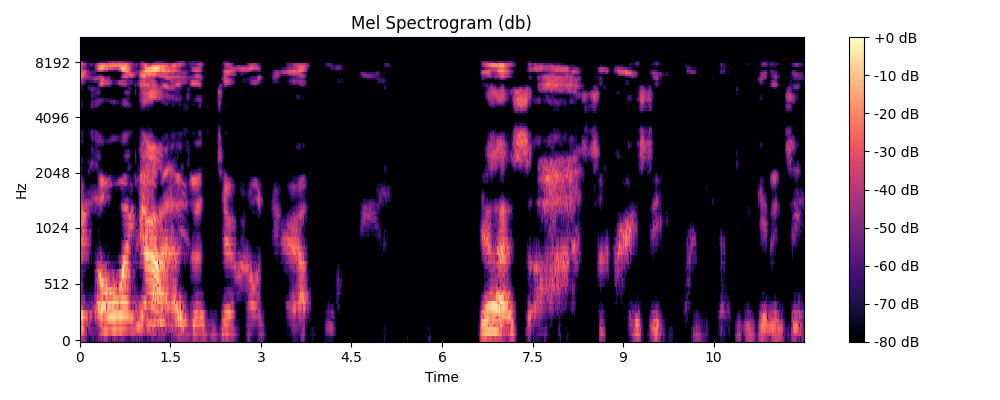 Mel Spectrogram (db)
8192
4096
2048
1024
512
0
Hz
0 1.5 3 4.5 6 7.5 9 10
Time
+0 dB
-10 dB
-20 dB
-30 dB
-40 dB
-50 dB
-60 dB
-70 dB
-80 dB